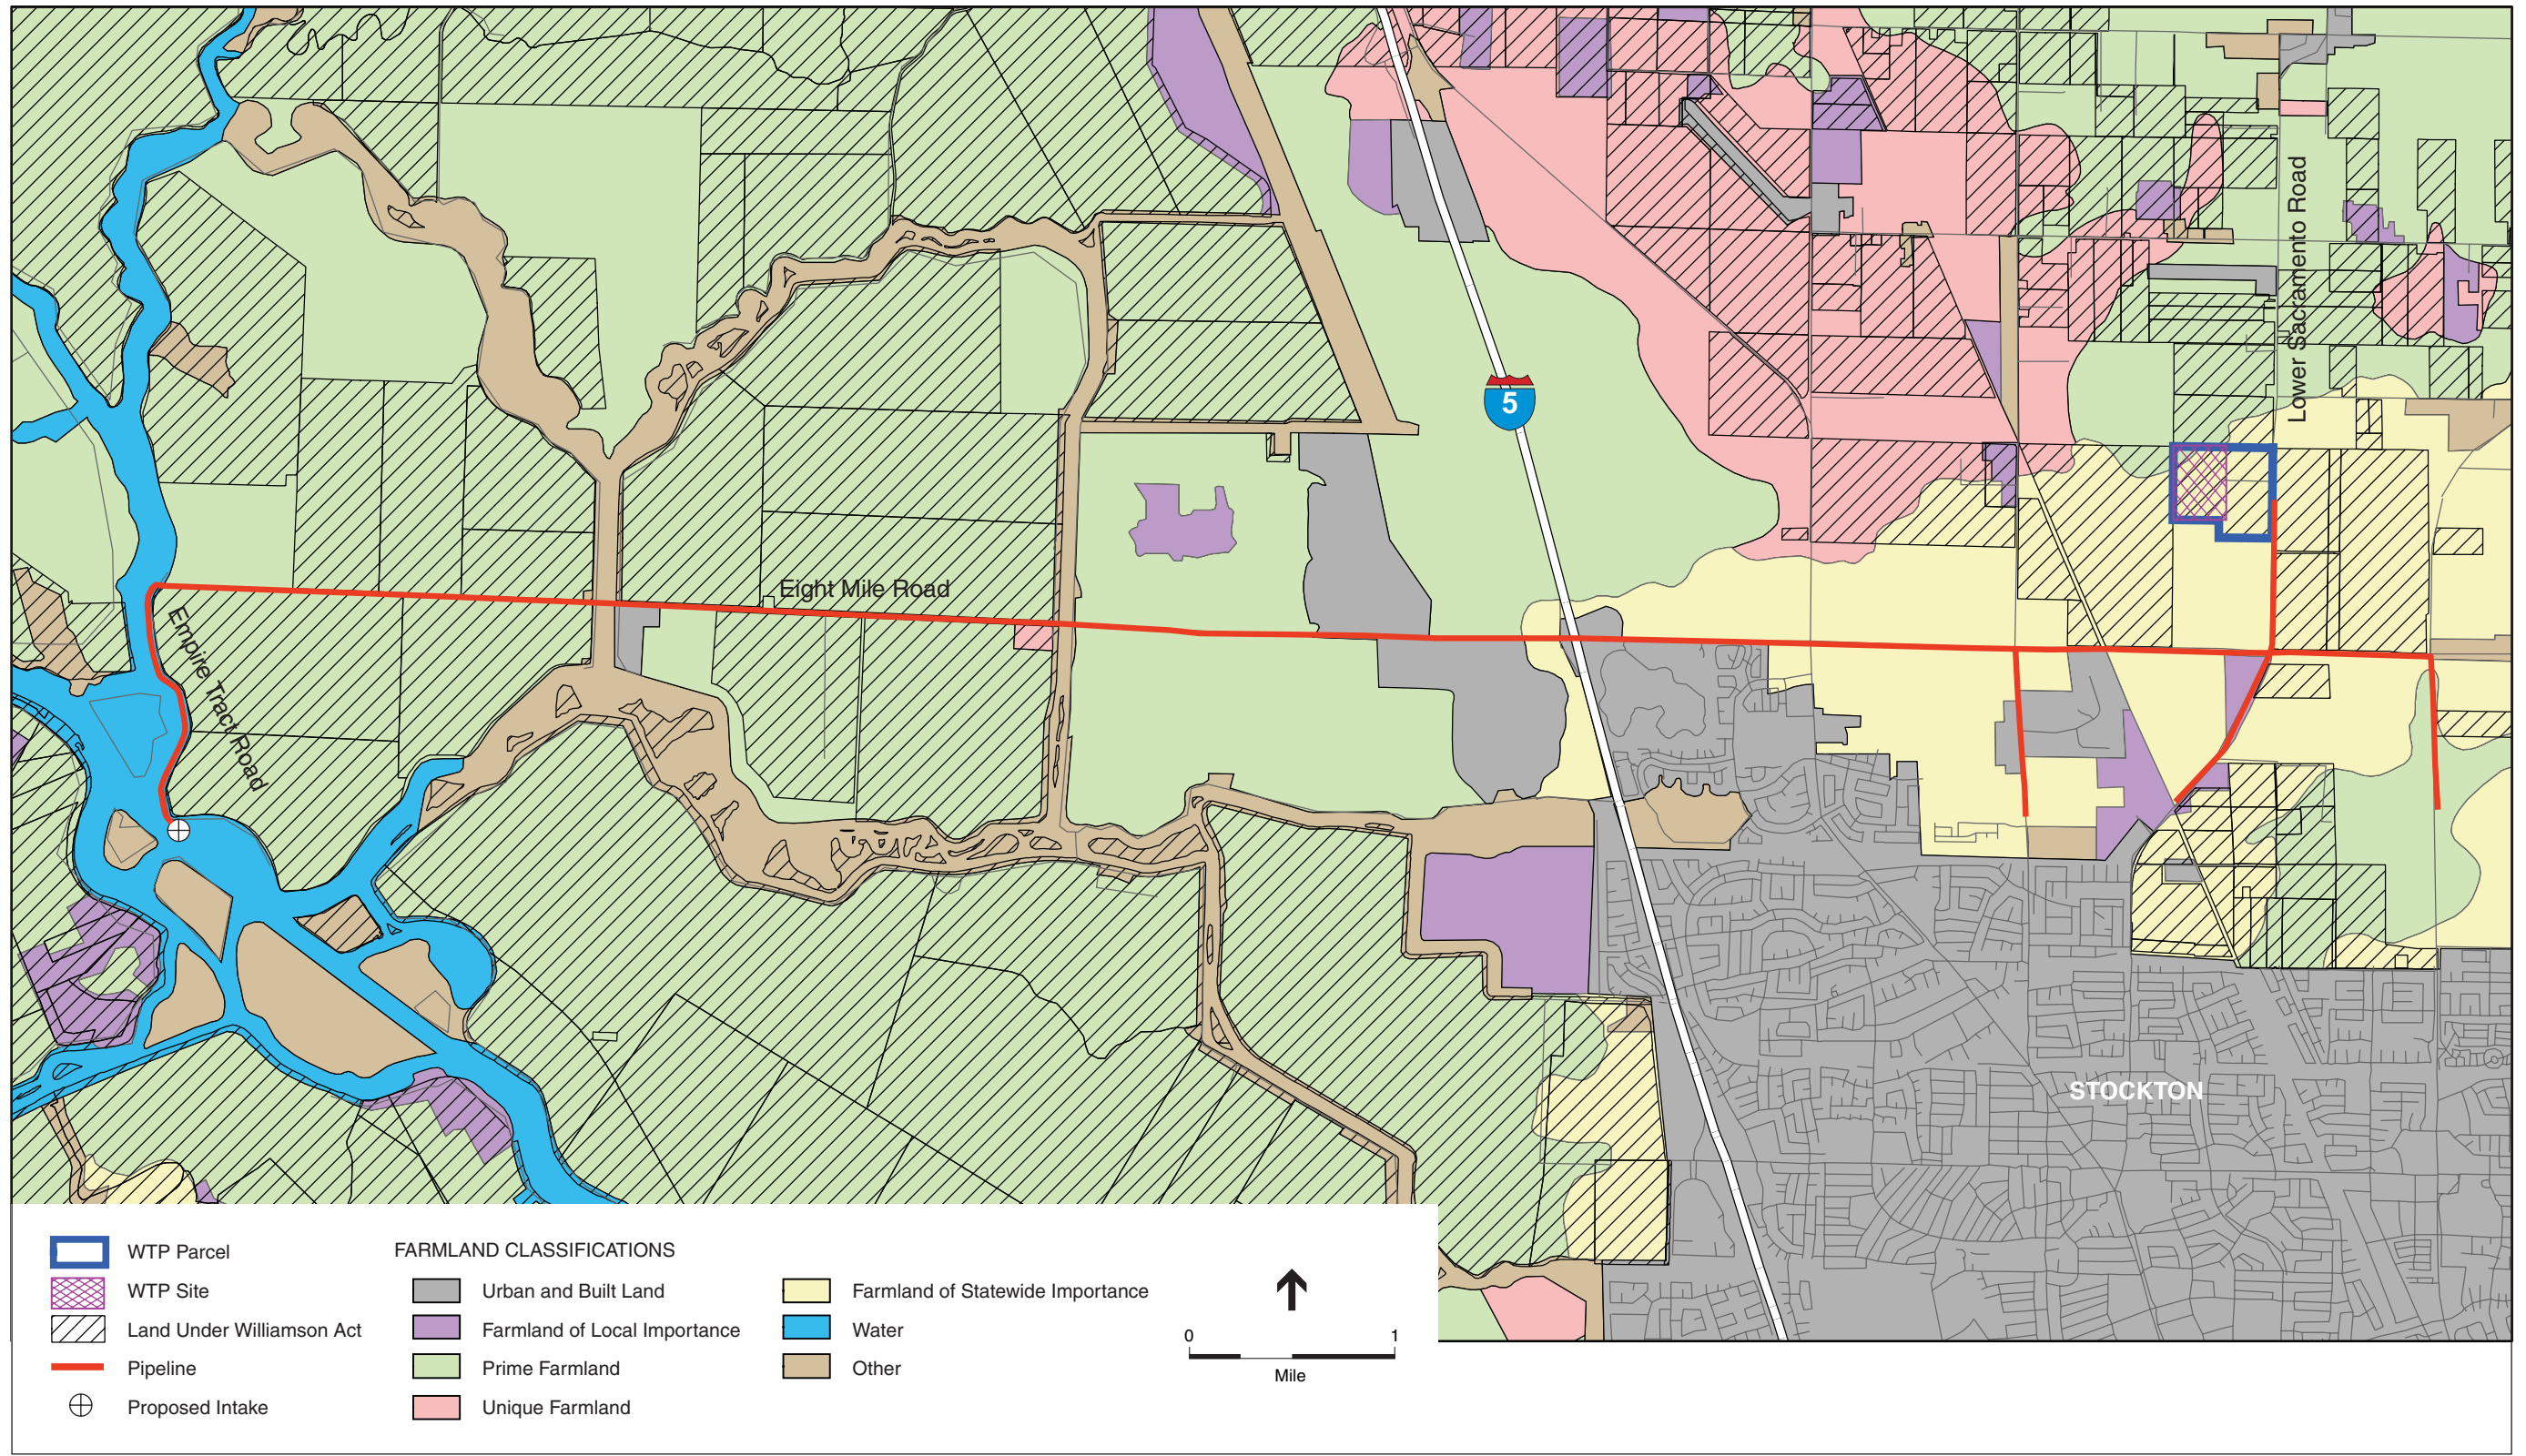 Lower Sacramento Road
5
Eight Mile Road
Empire Tract Road
STOCKTON
WTP Parcel
WTP Site
Land Under Williamson Act
Pipeline
Proposed Intake
FARMLAND CLASSIFICATIONS
Urban and Built Land
Farmland of Local Importance
Prime Farmland
Unique Farmland
Farmland of Statewide Importance
Water
Other
0 1
Mile